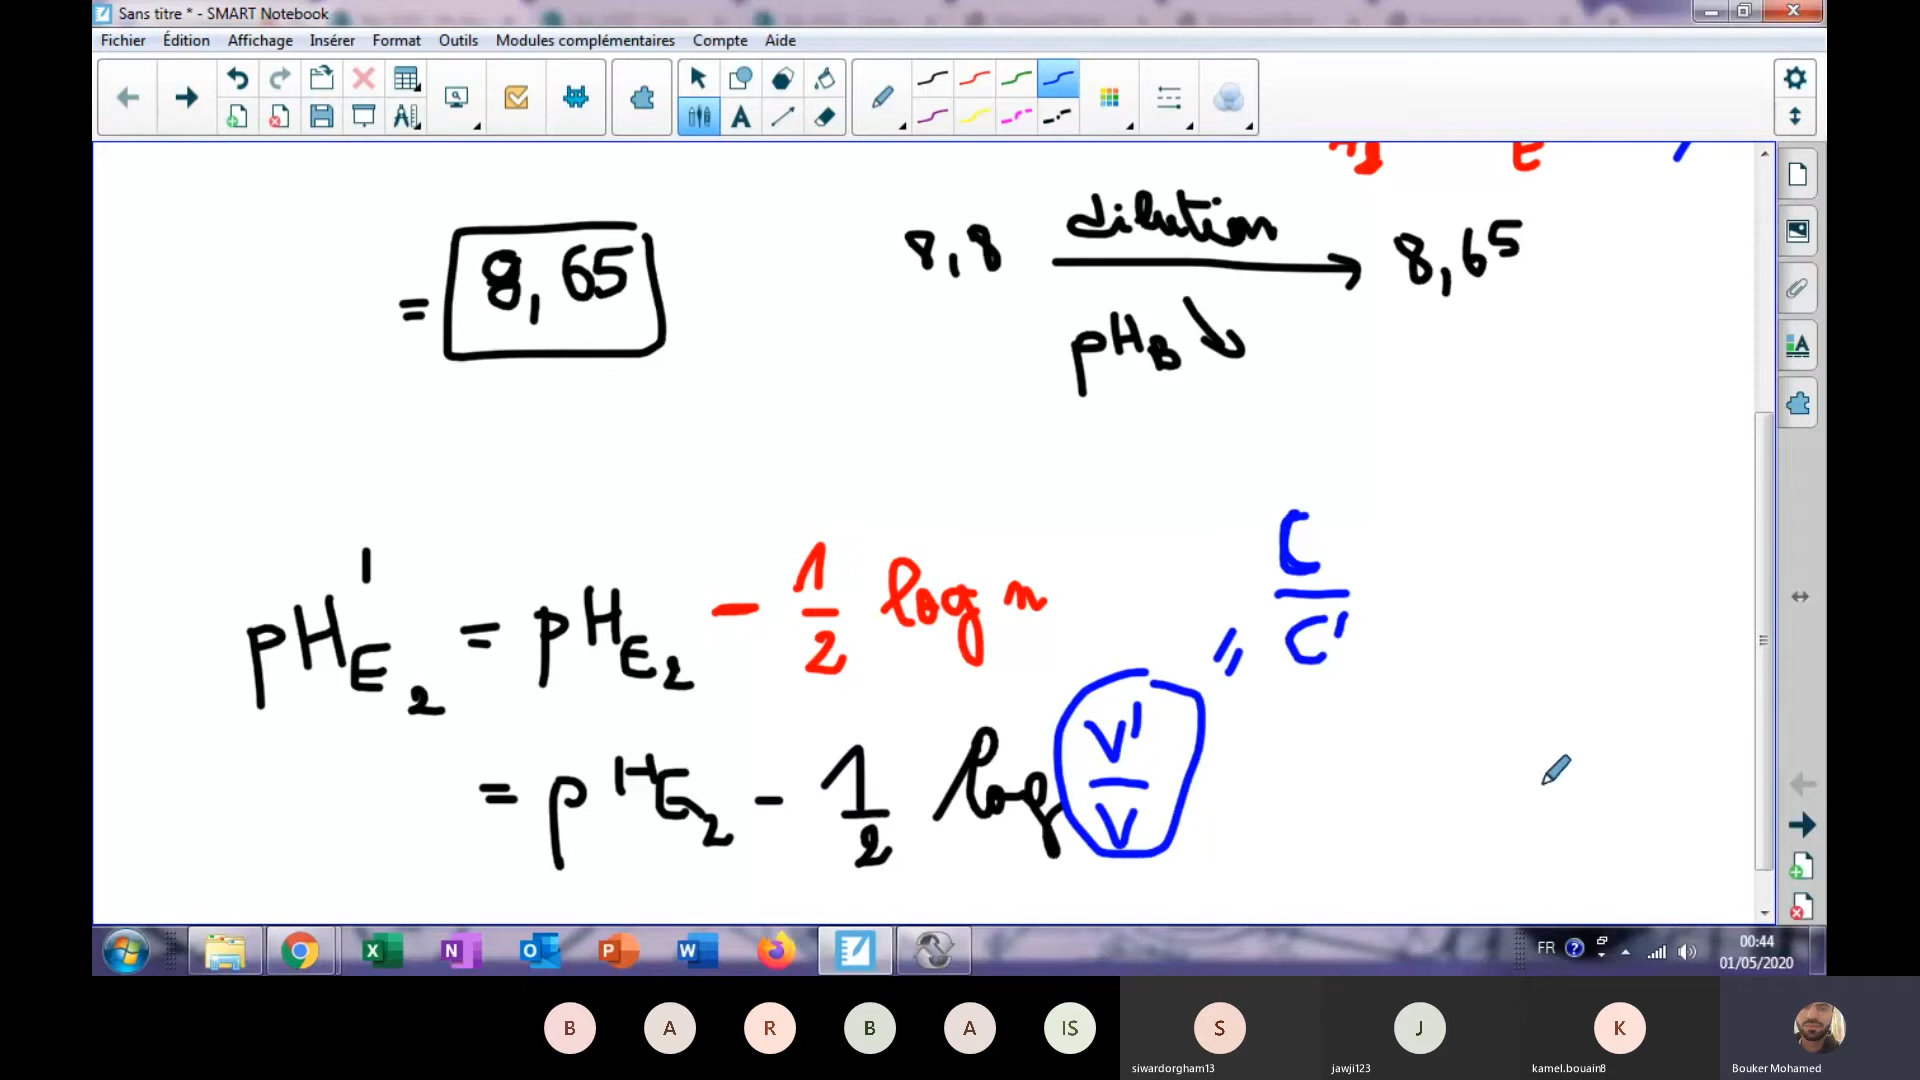 Sans titre * - SMART Notebook
Fichier Édition Affichage Insérer Format Outils Modules complémentaires Compte Aide
= 8,65
8,8 dilution 8,65
pH_B
pH'_E2 = pH_E2 - 1/2 log n
= pH_E2 - 1/2 log V'/V = C/C'
FR
00:44
01/05/2020
B A R B A IS S J K
siwardorgham13 jawji123 kamel.bouain8 Bouker Mohamed